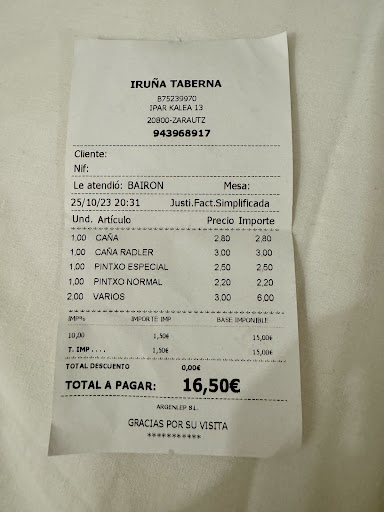 IRUÑA TABERNA
B75239970
IPAR KALEA 13
20800-ZARAUTZ
943968917
Cliente:
Nif:
Le atendió: BAIRON Mesa:
25/10/23 20:31 Justi.Fact.Simplificada
Und. Artículo Precio Importe
1,00 CAÑA 2,80 2,80
1,00 CAÑA RADLER 3,00 3,00
1,00 PINTXO ESPECIAL 2,50 2,50
1,00 PINTXO NORMAL 2,20 2,20
2,00 VARIOS 3,00 6,00
IMP% IMPORTE IMP. BASE IMPONIBLE
10,00 1,50€ 15,00€
T. IMP .... 1,50€ 15,00€
TOTAL DESCUENTO 0,00€
TOTAL A PAGAR: 16,50€
ARGENLEP S.L.
GRACIAS POR SU VISITA
***********